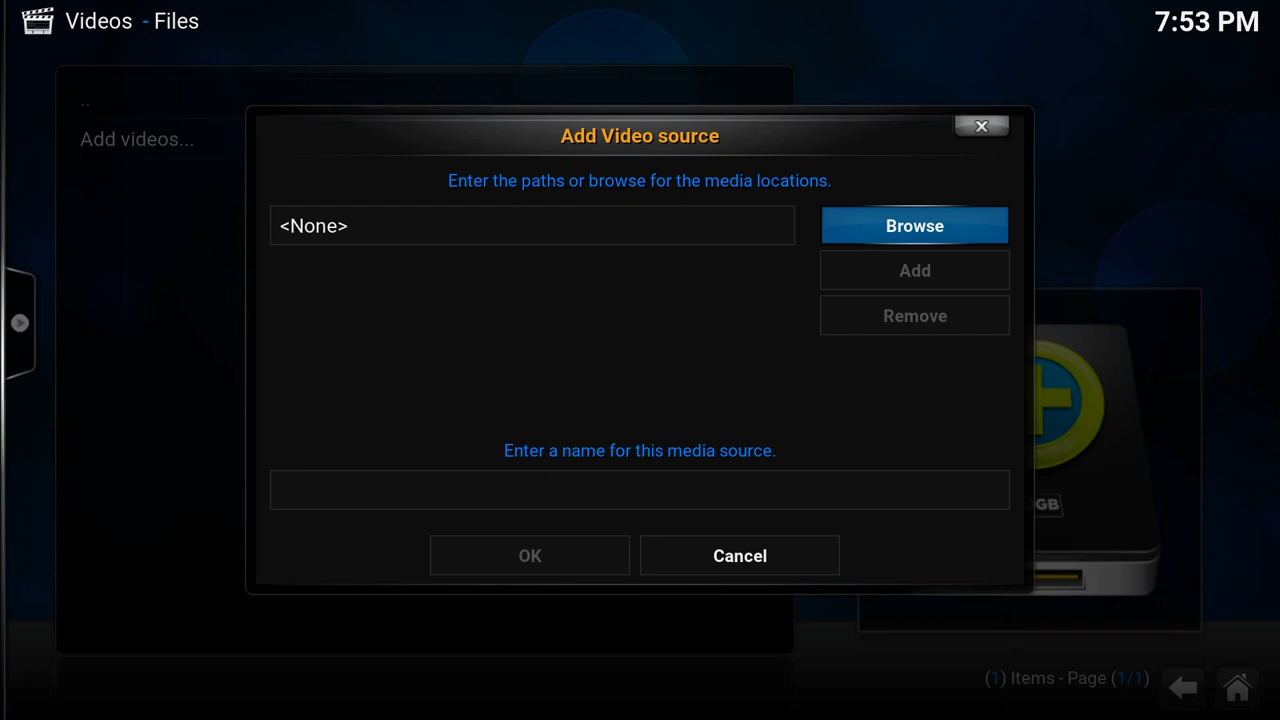 Videos - Files
7:53 PM
..
Add videos...
Add Video source
Enter the paths or browse for the media locations.
<None>
Browse
Add
Remove
GB
Enter a name for this media source.
OK
Cancel
(1) Items - Page (1/1)